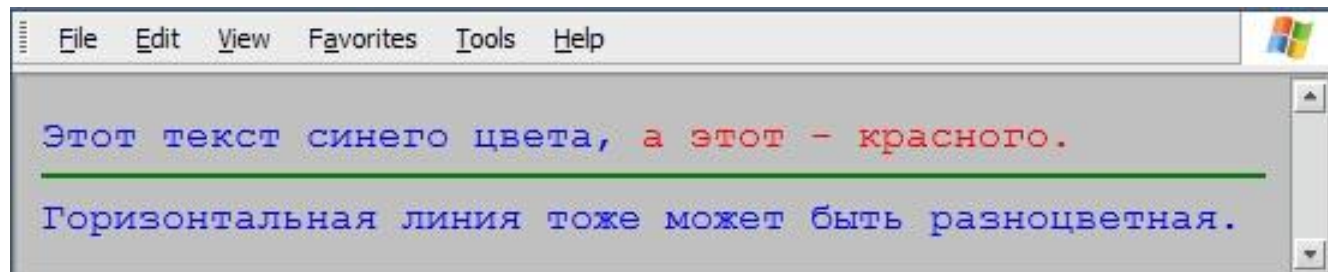 File Edit View Favorites Tools Help
Этот текст синего цвета, а этот - красного.
Горизонтальная линия тоже может быть разноцветная.